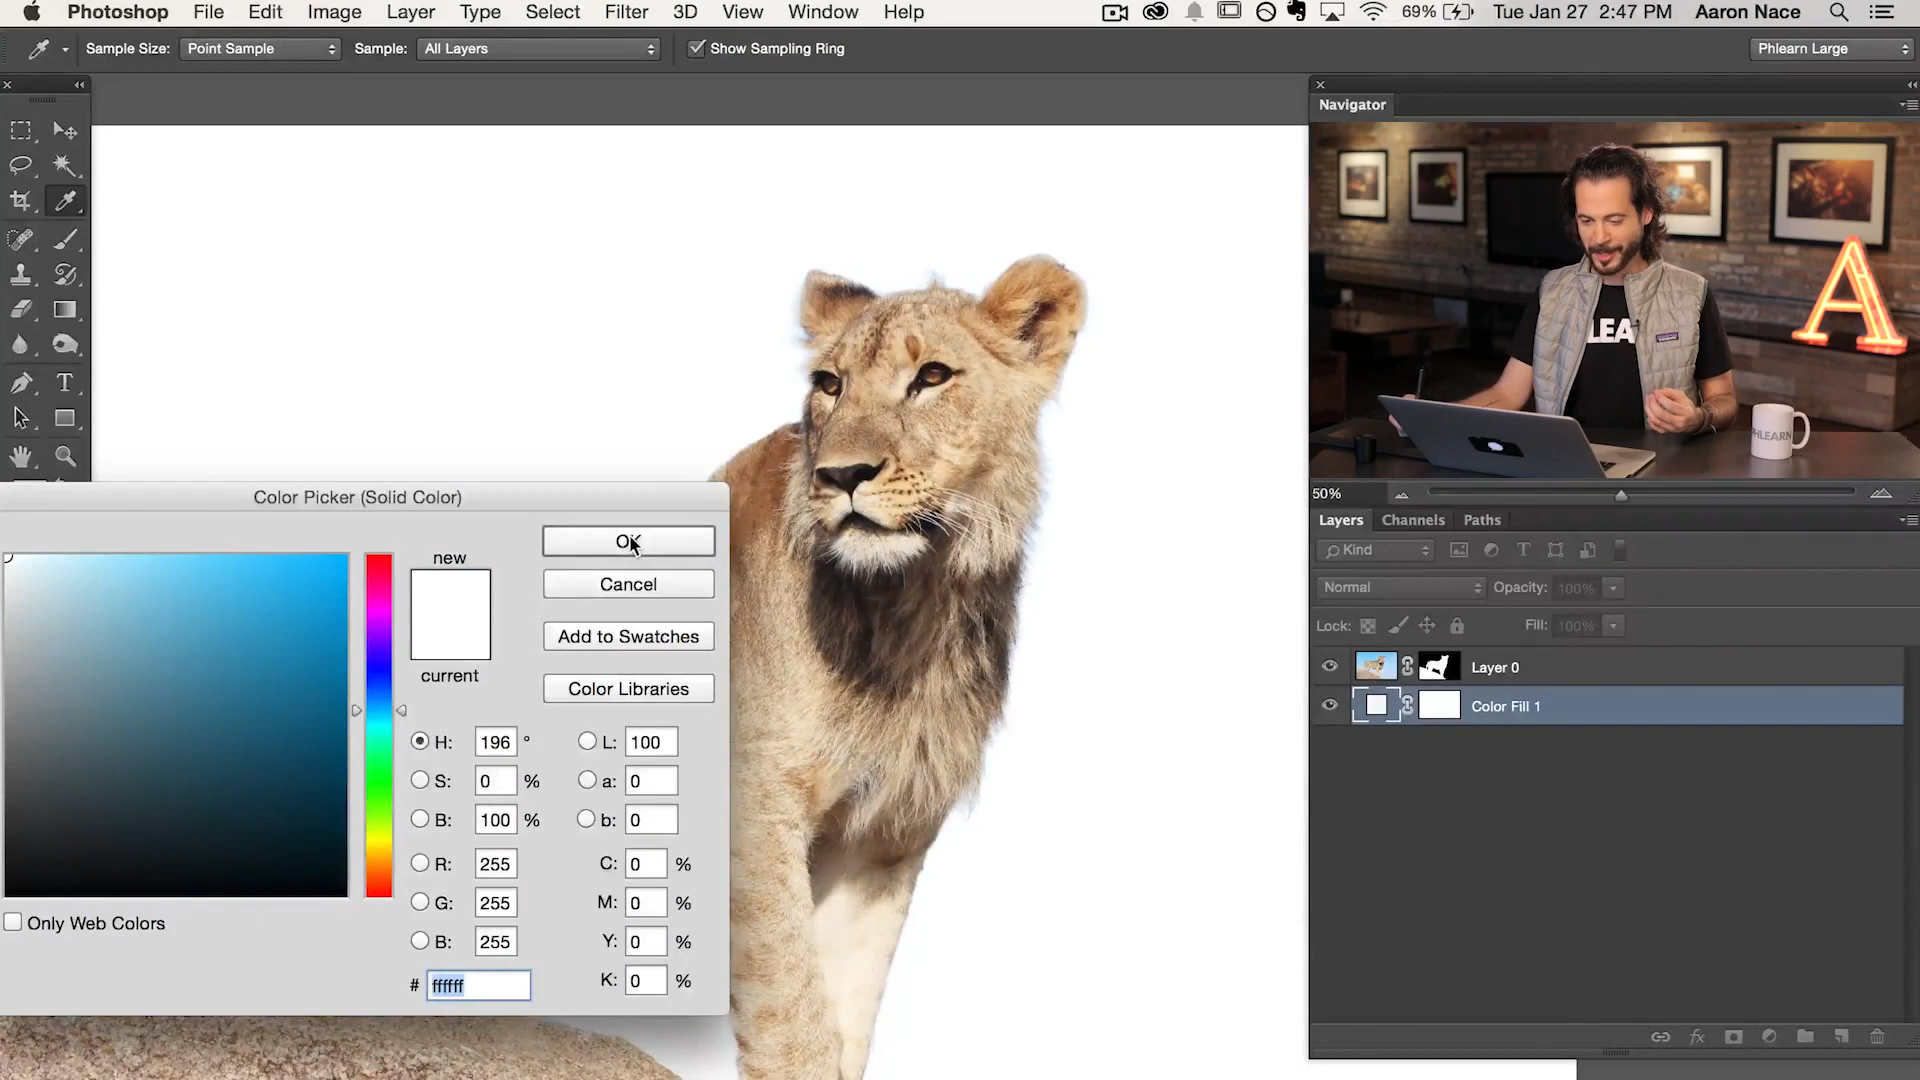 Photoshop File Edit Image Layer Type Select Filter 3D View Window Help 69% Tue Jan 27 2:47 PM Aaron Nace
Sample Size: Point Sample Sample: All Layers Show Sampling Ring Phlearn Large
Navigator
LEA
PHLEARN
A
50%
Color Picker (Solid Color)
new
current
OK
Cancel
Add to Swatches
Color Libraries
H: 196 ° L: 100
S: 0 % a: 0
B: 100 % b: 0
R: 255 C: 0 %
G: 255 M: 0 %
B: 255 Y: 0 %
# ffffff K: 0 %
Only Web Colors
Layers Channels Paths
Kind
Normal Opacity: 100%
Lock: Fill: 100%
Layer 0
Color Fill 1
T
fx